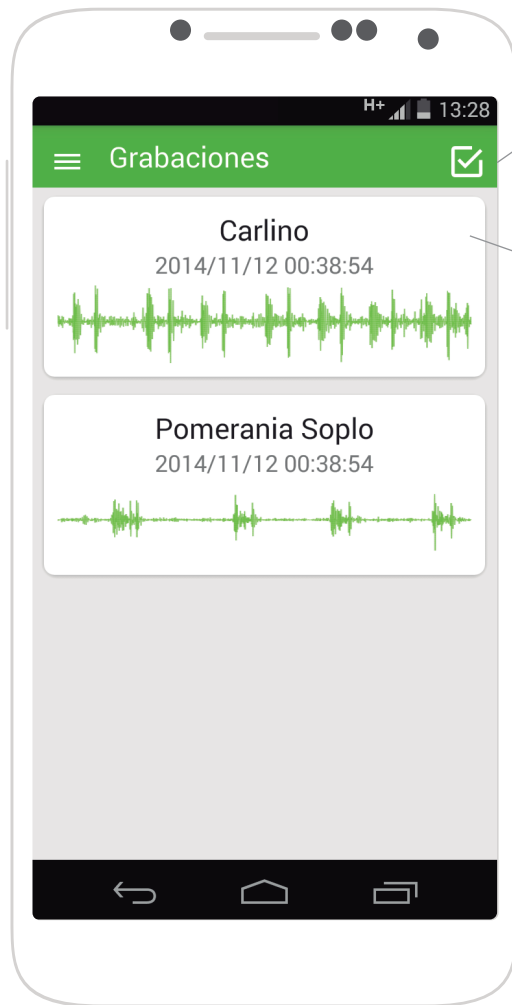 H+ 13:28
Grabaciones
Carlino
2014/11/12 00:38:54
Pomerania Soplo
2014/11/12 00:38:54